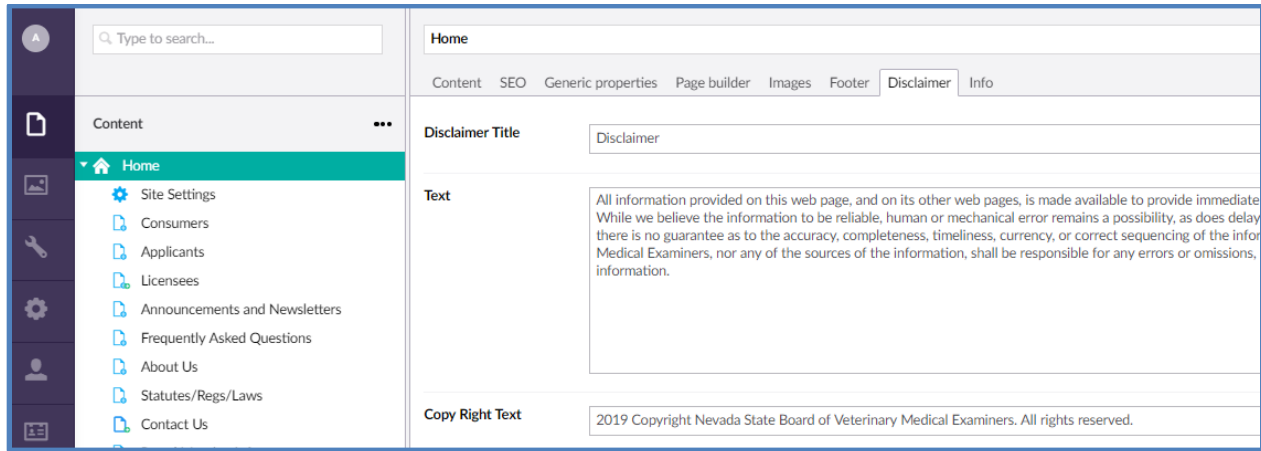 A
Type to search...
Content
Home
Site Settings
Consumers
Applicants
Licensees
Announcements and Newsletters
Frequently Asked Questions
About Us
Statutes/Regs/Laws
Contact Us
Home
Content SEO Generic properties Page builder Images Footer Disclaimer Info
Disclaimer Title
Disclaimer
Text
All information provided on this web page, and on its other web pages, is made available to provide immediate
While we believe the information to be reliable, human or mechanical error remains a possibility, as does delay
there is no guarantee as to the accuracy, completeness, timeliness, currency, or correct sequencing of the infor
Medical Examiners, nor any of the sources of the information, shall be responsible for any errors or omissions,
information.
Copy Right Text
2019 Copyright Nevada State Board of Veterinary Medical Examiners. All rights reserved.